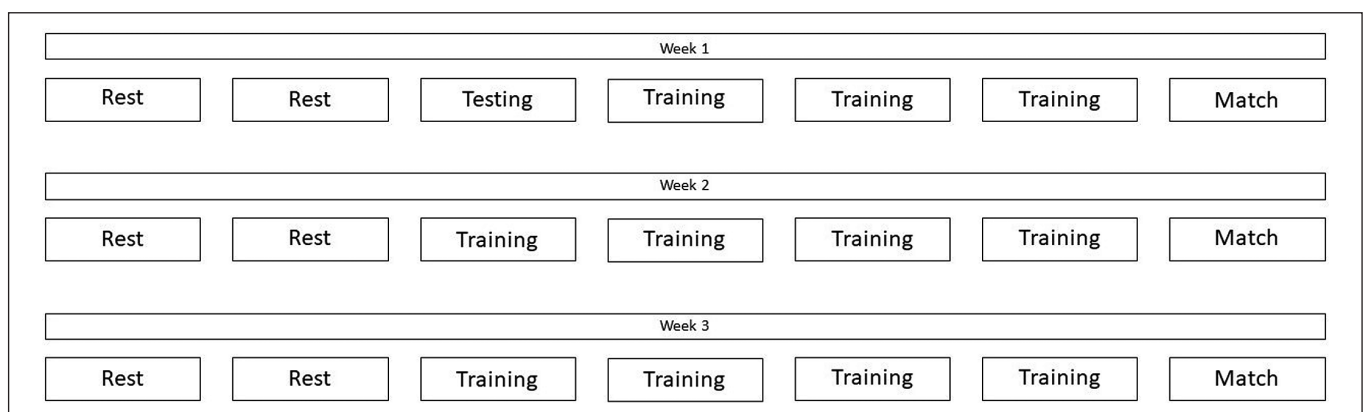 Week 1
Rest Rest Testing Training Training Training Match
Week 2
Rest Rest Training Training Training Training Match
Week 3
Rest Rest Training Training Training Training Match